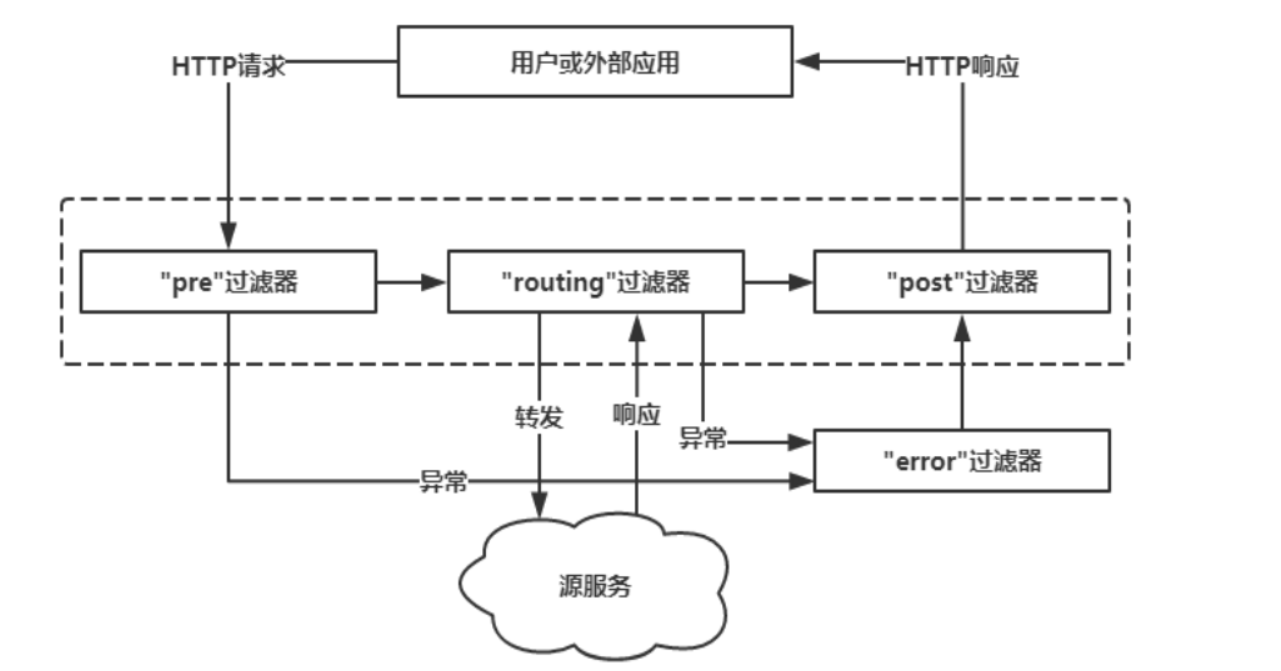 用户或外部应用
HTTP请求
HTTP响应
"pre"过滤器
"routing"过滤器
"post"过滤器
转发
响应
异常
"error"过滤器
异常
源服务